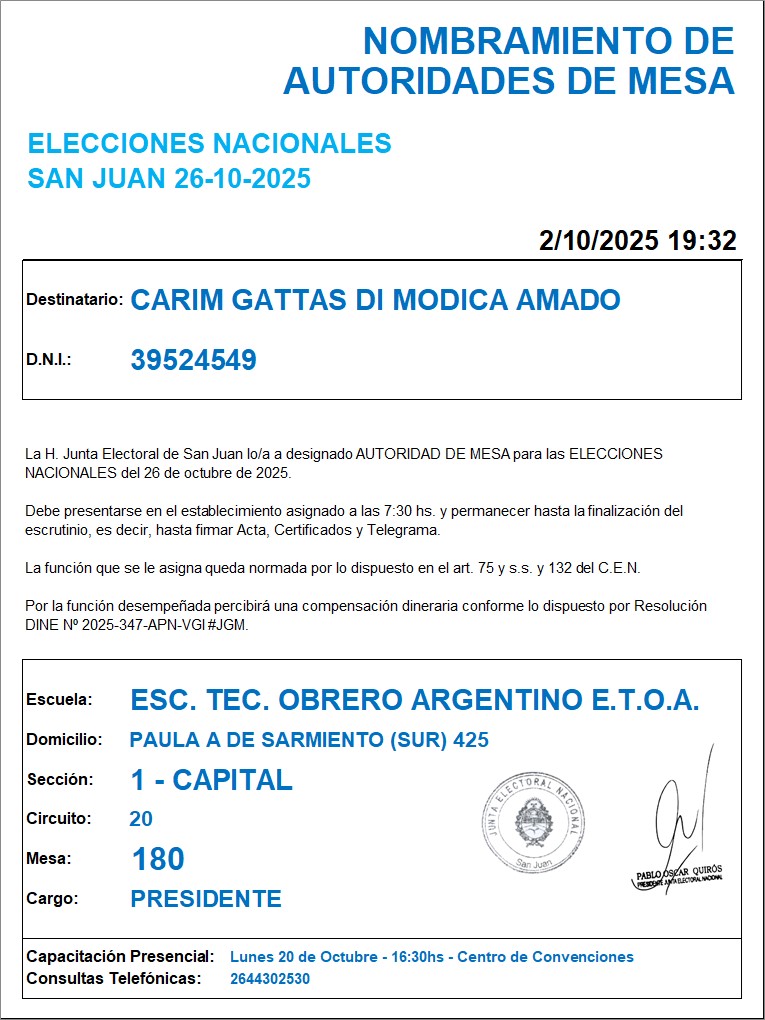 NOMBRAMIENTO DE
AUTORIDADES DE MESA
ELECCIONES NACIONALES
SAN JUAN 26-10-2025
2/10/2025 19:32
Destinatario: CARIM GATTAS DI MODICA AMADO
D.N.I.: 39524549
La H. Junta Electoral de San Juan lo/a a designado AUTORIDAD DE MESA para las ELECCIONES
NACIONALES del 26 de octubre de 2025.
Debe presentarse en el establecimiento asignado a las 7:30 hs. y permanecer hasta la finalización del
escrutinio, es decir, hasta firmar Acta, Certificados y Telegrama.
La función que se le asigna queda normada por lo dispuesto en el art. 75 y s.s. y 132 del C.E.N.
Por la función desempeñada percibirá una compensación dineraria conforme lo dispuesto por Resolución
DINE Nº 2025-347-APN-VGI#JGM.
Escuela: ESC. TEC. OBRERO ARGENTINO E.T.O.A.
Domicilio: PAULA A DE SARMIENTO (SUR) 425
Sección: 1 - CAPITAL
Circuito: 20
Mesa: 180
Cargo: PRESIDENTE
JUNTA ELECTORAL NACIONAL
San Juan
PABLO OSCAR QUIRÓS
PRESIDENTE JUNTA ELECTORAL NACIONAL
Capacitación Presencial: Lunes 20 de Octubre - 16:30hs - Centro de Convenciones
Consultas Telefónicas: 2644302530